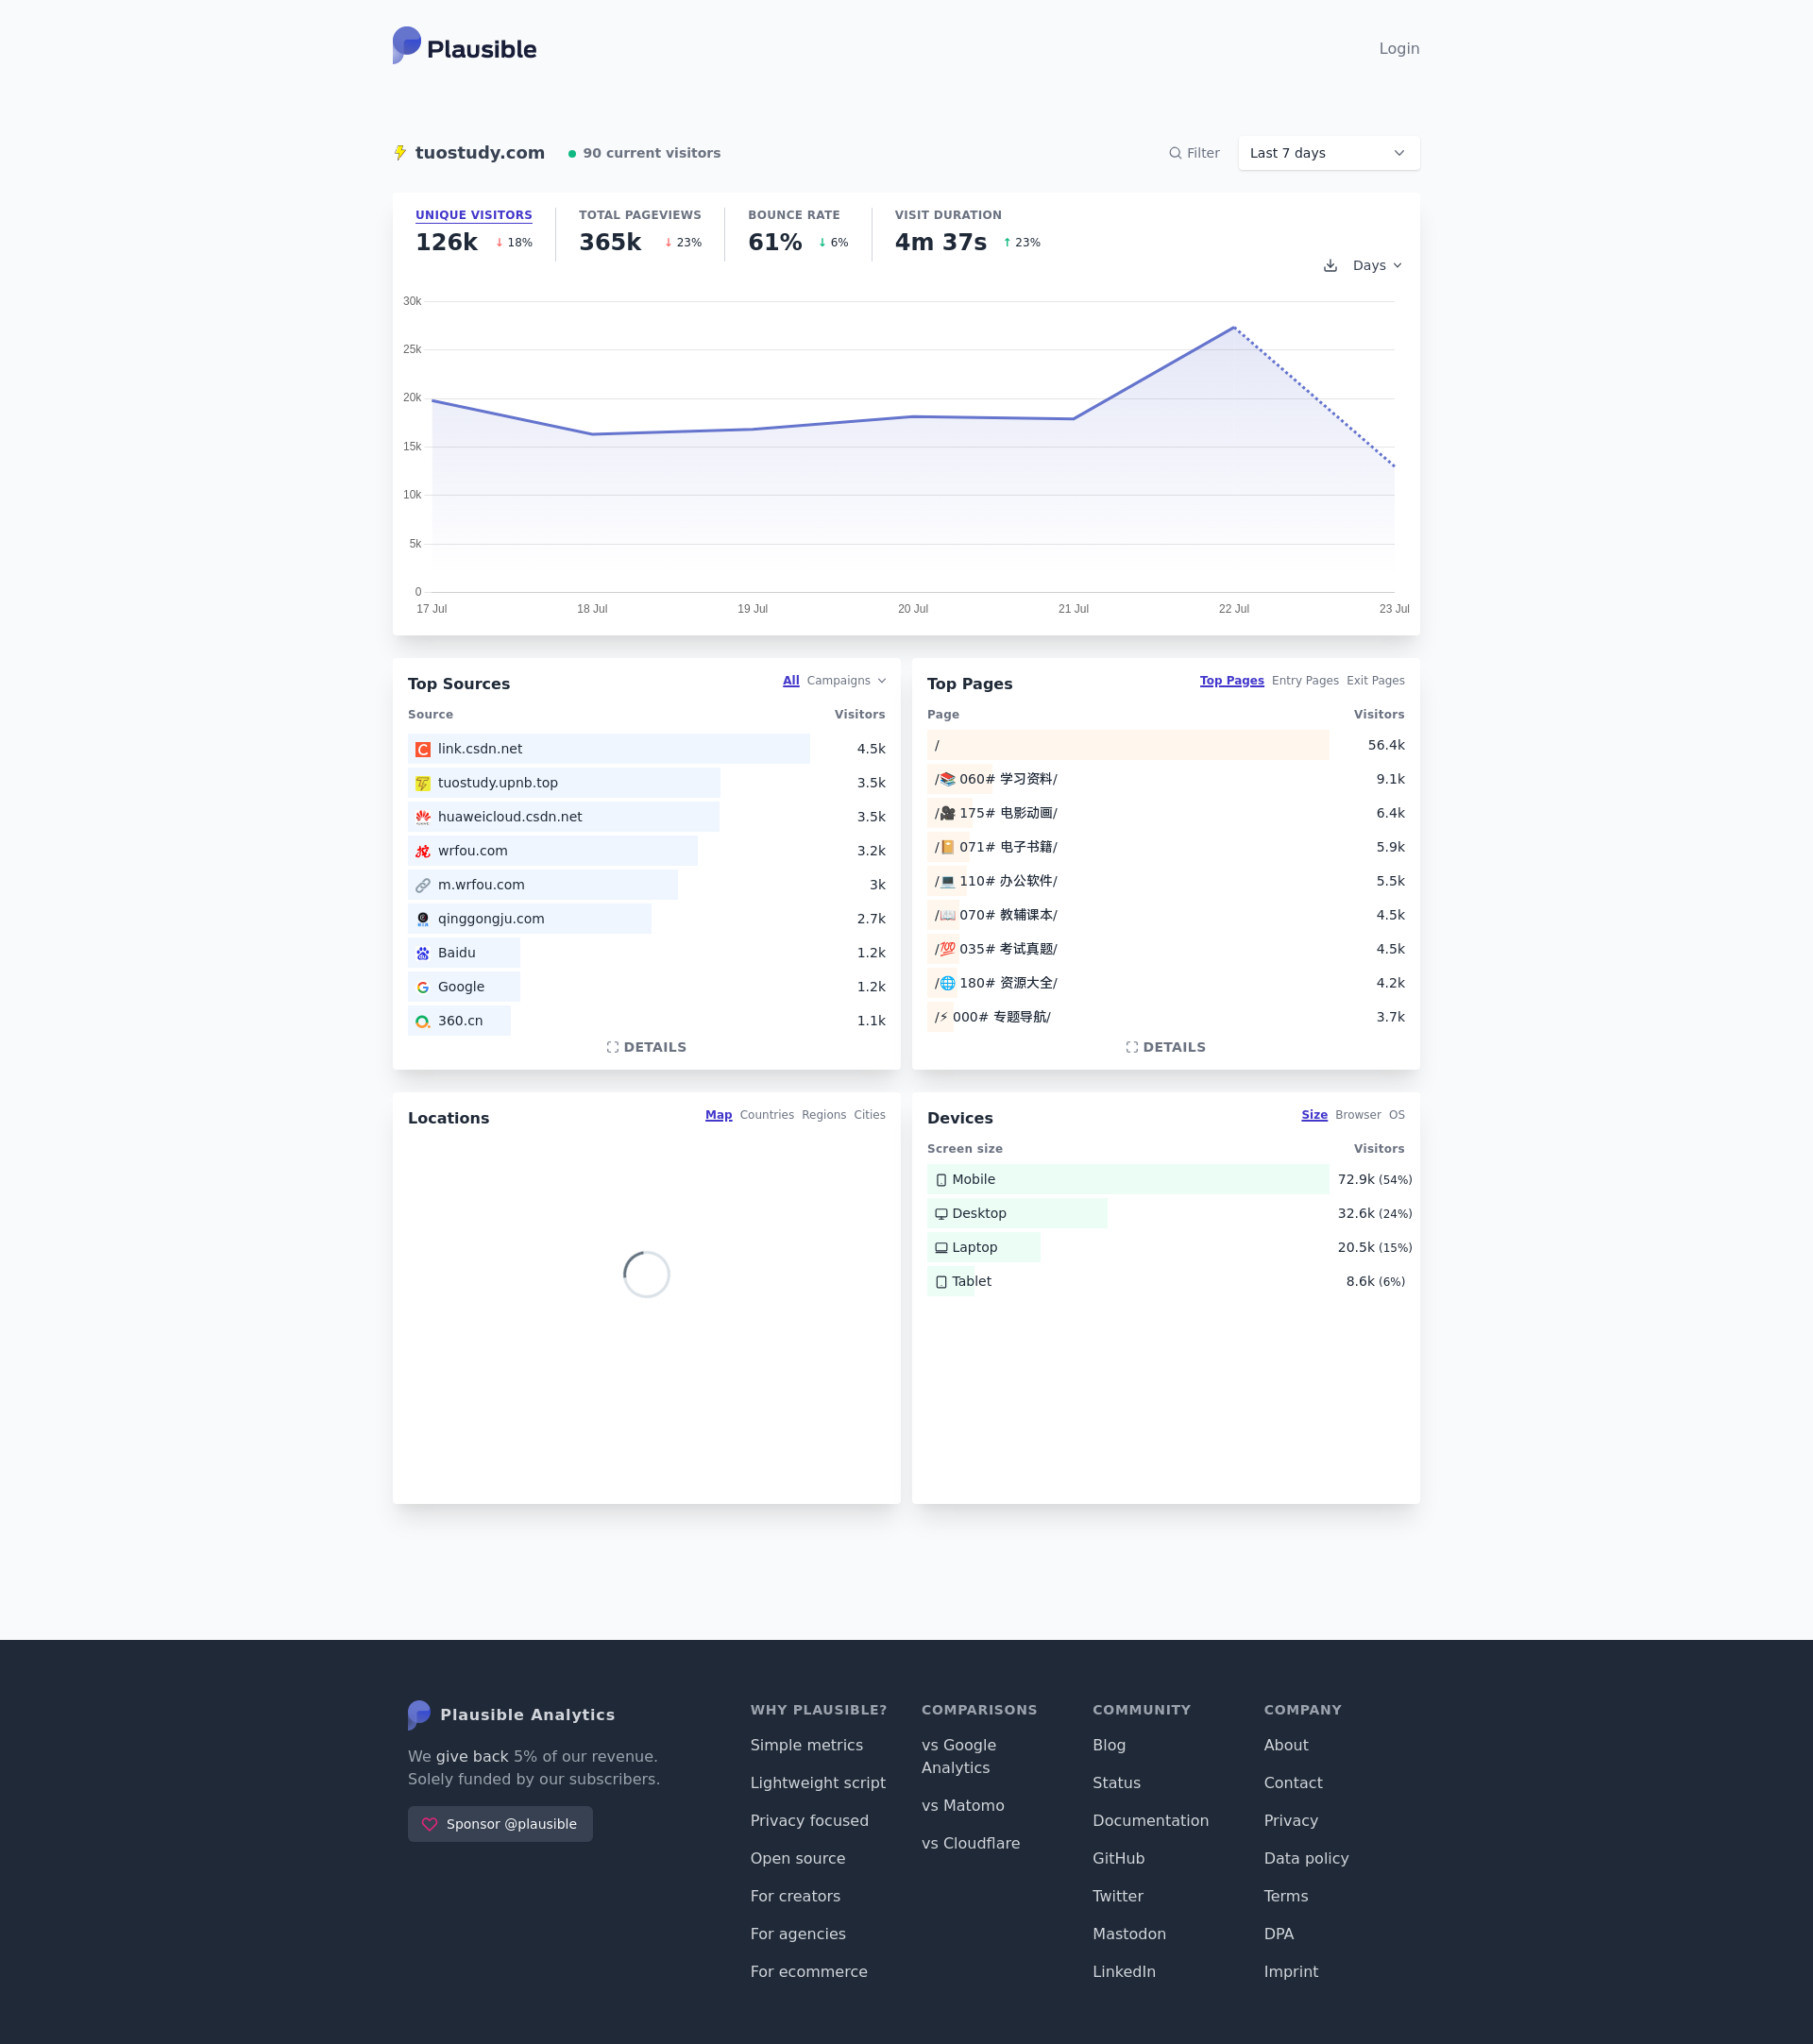 Plausible
Login
tuostudy.com
90 current visitors
Filter
Last 7 days
UNIQUE VISITORS
126k ↓ 18%
TOTAL PAGEVIEWS
365k ↓ 23%
BOUNCE RATE
61% ↓ 6%
VISIT DURATION
4m 37s ↑ 23%
Days
30k
25k
20k
15k
10k
5k
0
17 Jul 18 Jul 19 Jul 20 Jul 21 Jul 22 Jul 23 Jul
Top Sources
All Campaigns
Source Visitors
link.csdn.net 4.5k
tuostudy.upnb.top 3.5k
huaweicloud.csdn.net 3.5k
wrfou.com 3.2k
m.wrfou.com 3k
qinggongju.com 2.7k
Baidu 1.2k
Google 1.2k
360.cn 1.1k
DETAILS
Top Pages
Top Pages Entry Pages Exit Pages
Page Visitors
/ 56.4k
/📚 060# 学习资料/ 9.1k
/🎥 175# 电影动画/ 6.4k
/📔 071# 电子书籍/ 5.9k
/💻 110# 办公软件/ 5.5k
/📖 070# 教辅课本/ 4.5k
/💯 035# 考试真题/ 4.5k
/🌐 180# 资源大全/ 4.2k
/⚡ 000# 专题导航/ 3.7k
DETAILS
Locations
Map Countries Regions Cities
Devices
Size Browser OS
Screen size Visitors
Mobile 72.9k (54%)
Desktop 32.6k (24%)
Laptop 20.5k (15%)
Tablet 8.6k (6%)
Plausible Analytics
We give back 5% of our revenue.
Solely funded by our subscribers.
Sponsor @plausible
WHY PLAUSIBLE?
Simple metrics
Lightweight script
Privacy focused
Open source
For creators
For agencies
For ecommerce
COMPARISONS
vs Google
Analytics
vs Matomo
vs Cloudflare
COMMUNITY
Blog
Status
Documentation
GitHub
Twitter
Mastodon
LinkedIn
COMPANY
About
Contact
Privacy
Data policy
Terms
DPA
Imprint